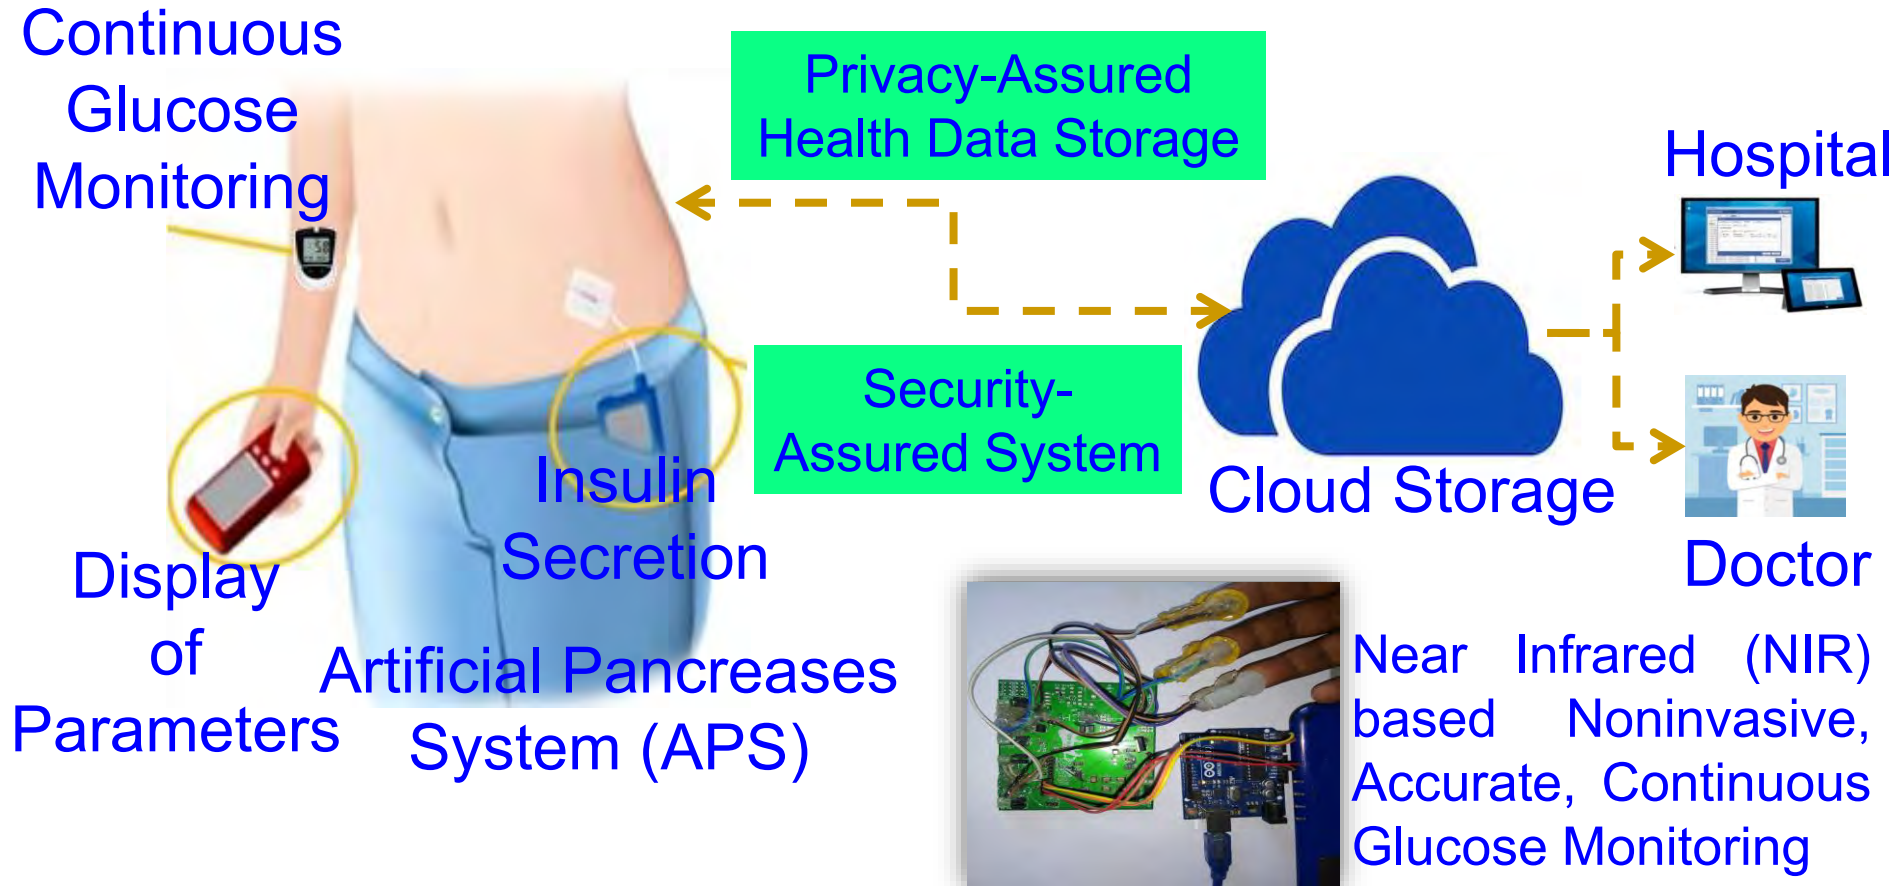 Continuous
Glucose
Monitoring
Privacy-Assured
Health Data Storage
Hospital
58
Security-
Assured System
Insulin
Secretion
Cloud Storage
Doctor
Display
of
Parameters
Artificial Pancreases
System (APS)
Near Infrared (NIR)
based Noninvasive,
Accurate, Continuous
Glucose Monitoring